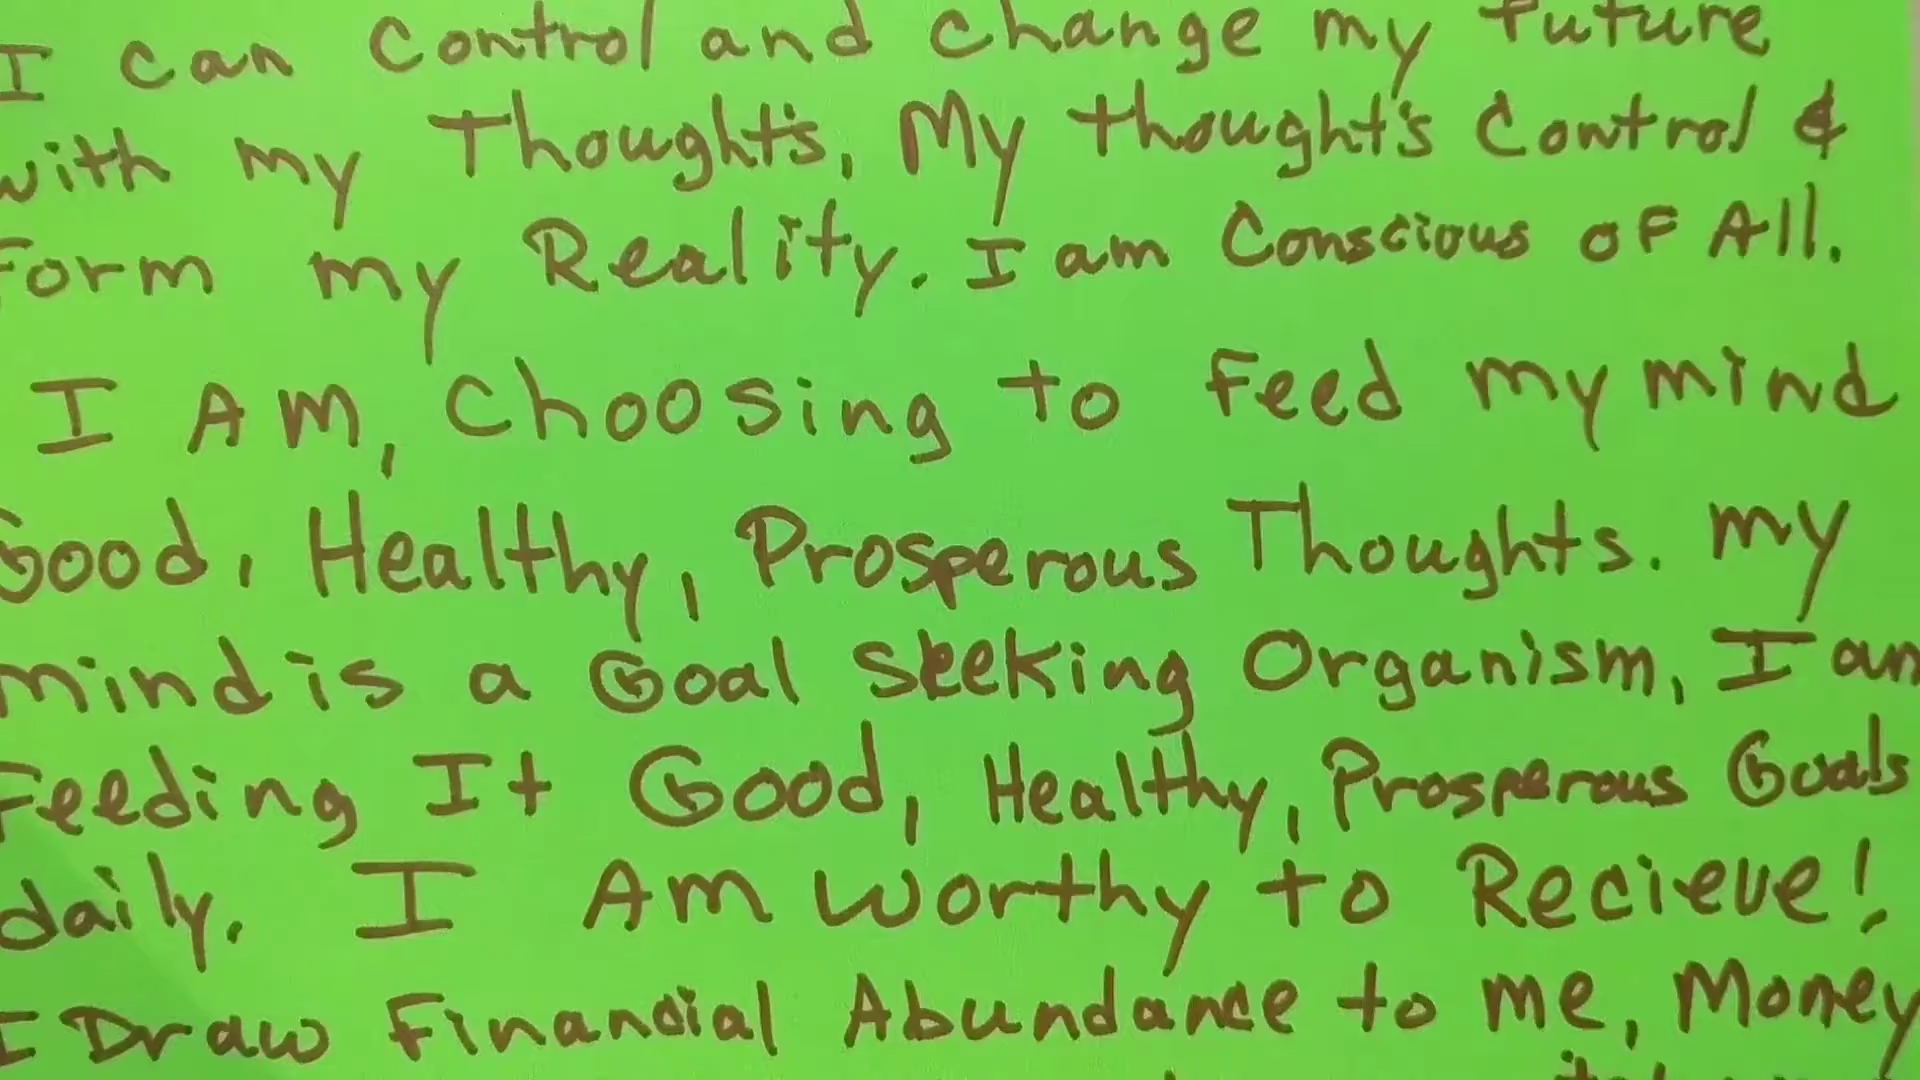 I can control and change my future
with my Thought's, My thought's Control &
Form my Reality. I am Conscious of All.
I AM, Choosing to Feed my mind
Good, Healthy, Prosperous Thoughts. My
mind is a Goal Seeking Organism, I am
Feeding It Good, Healthy, Prosperous Goals
daily. I AM worthy to Recieve!
I Draw Financial Abundance to me, Money